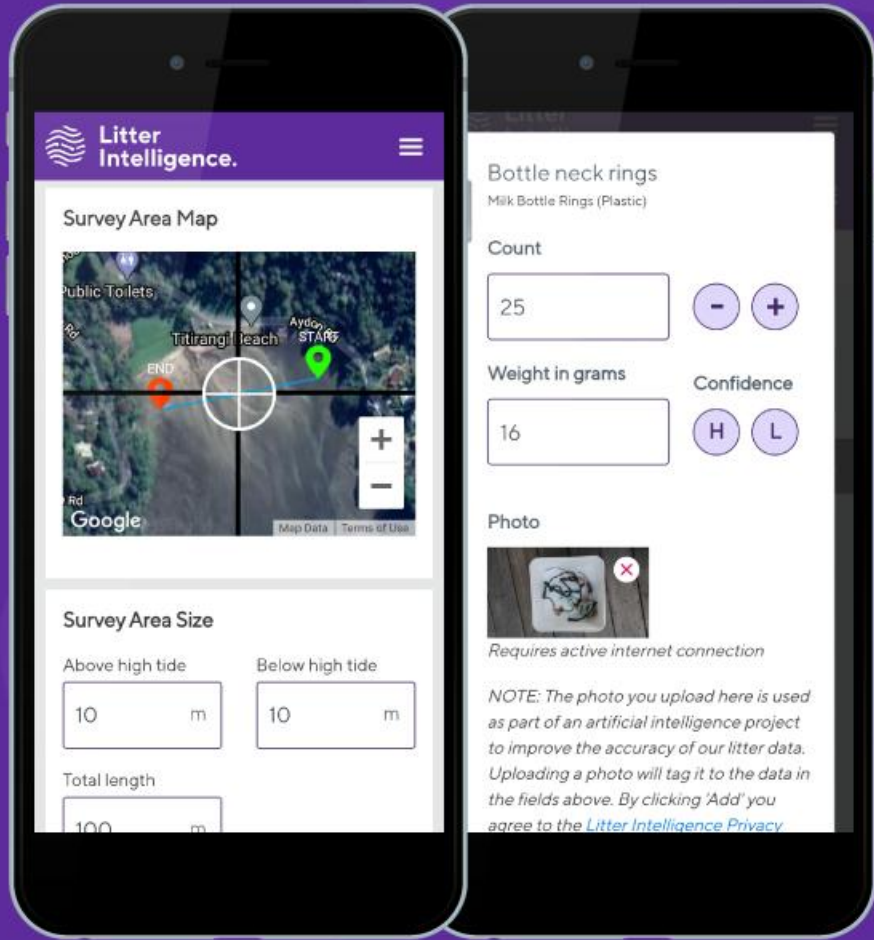 Litter
Intelligence.
Survey Area Map
Public Toilets
Titirangi Beach
START
END
Rd
Google
Map Data
Terms of Use
+
−
Survey Area Size
Above high tide
Below high tide
10 m
10 m
Total length
100 m
Bottle neck rings
Milk Bottle Rings (Plastic)
Count
25
-
+
Weight in grams
Confidence
16
H
L
Photo
Requires active internet connection
NOTE: The photo you upload here is used
as part of an artificial intelligence project
to improve the accuracy of our litter data.
Uploading a photo will tag it to the data in
the fields above. By clicking 'Add' you
agree to the Litter Intelligence Privacy